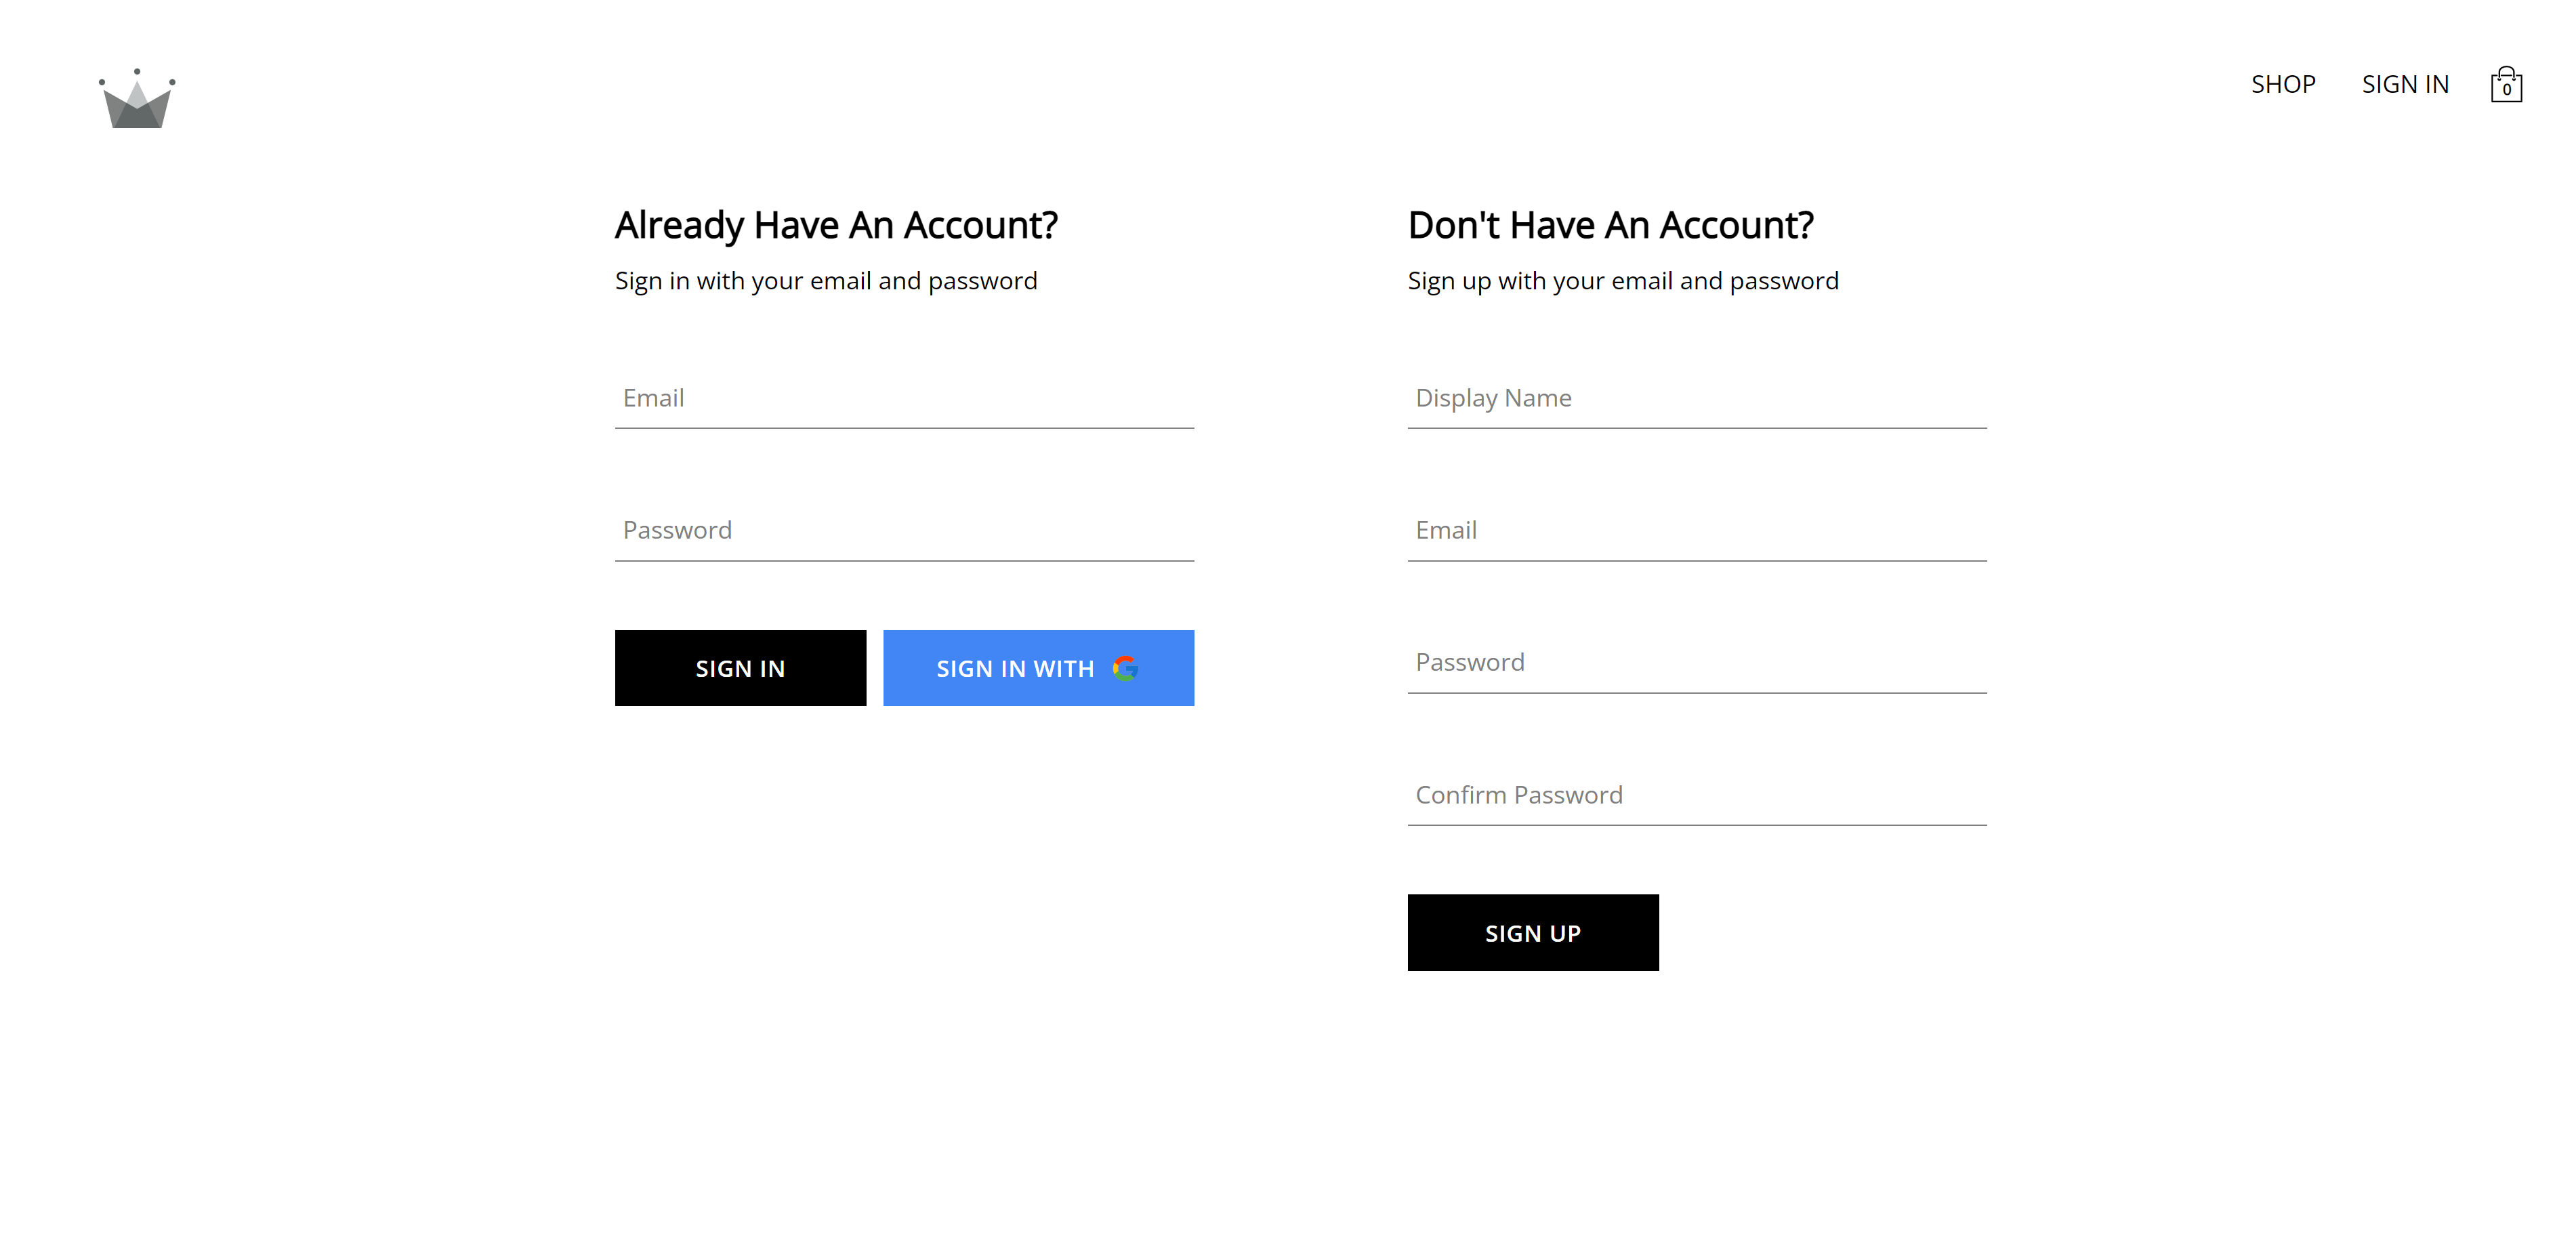 SHOP
SIGN IN
0
Already Have An Account?
Sign in with your email and password
Email
Password
SIGN IN
SIGN IN WITH
Don't Have An Account?
Sign up with your email and password
Display Name
Email
Password
Confirm Password
SIGN UP